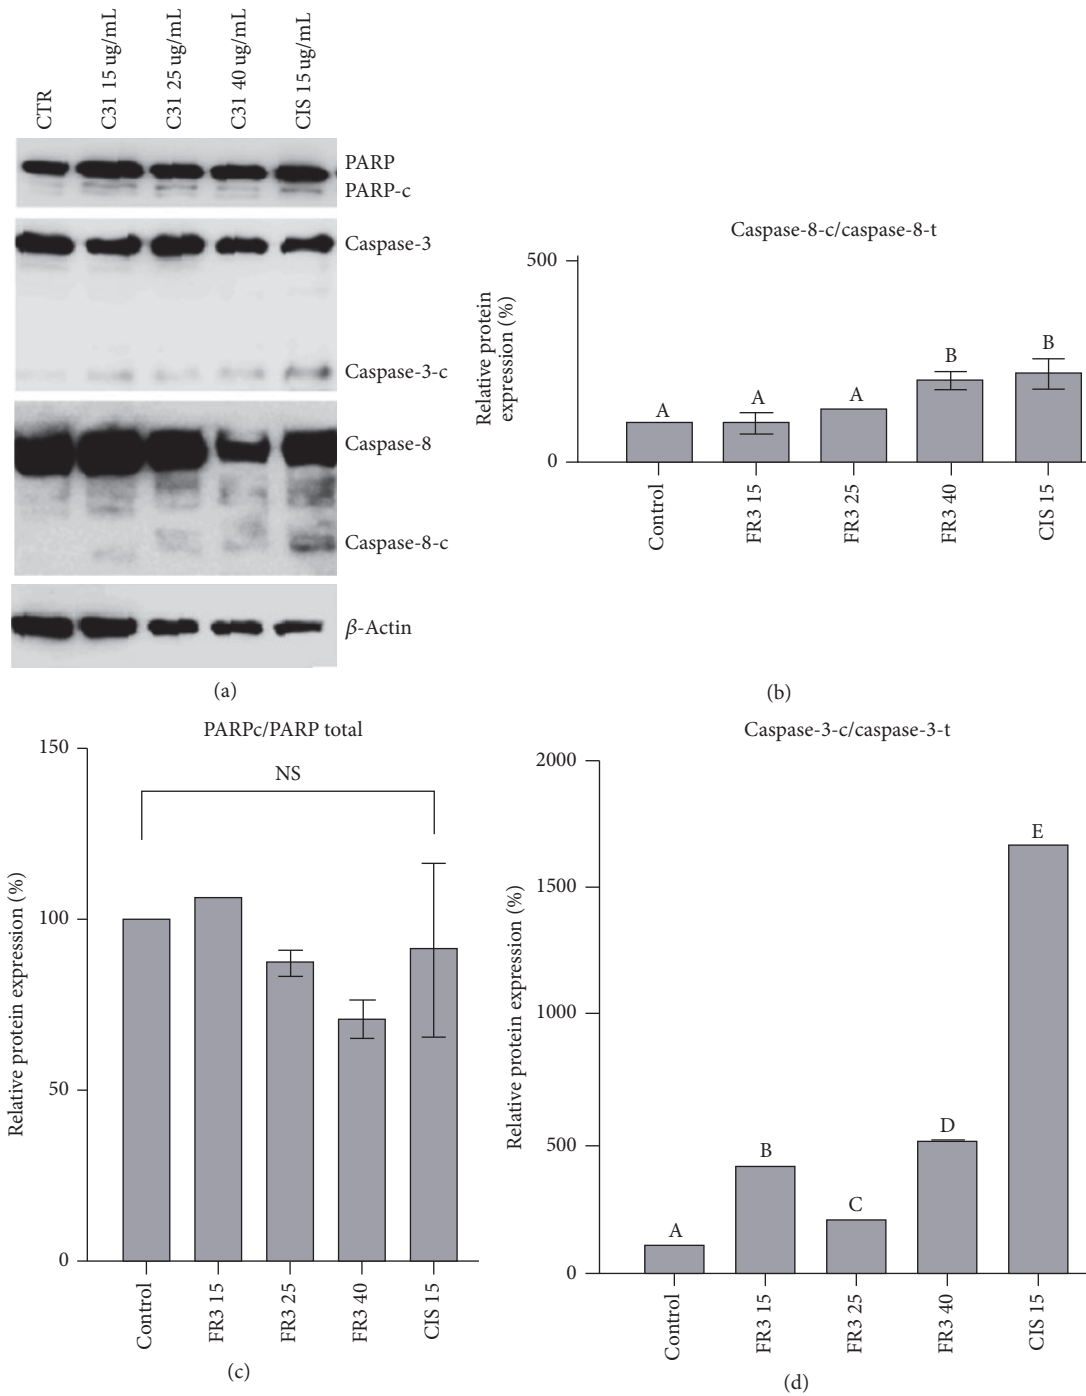 CTR
C31 15 ug/mL
C31 25 ug/mL
C31 40 ug/mL
CIS 15 ug/mL
PARP
PARP-c
Caspase-3
Caspase-3-c
Caspase-8
Caspase-8-c
β-Actin
(a)
Caspase-8-c/caspase-8-t
Relative protein
expression (%)
500
0
A
A
A
B
B
Control
FR3 15
FR3 25
FR3 40
CIS 15
(b)
PARPc/PARP total
Relative protein expression (%)
150
100
50
0
NS
Control
FR3 15
FR3 25
FR3 40
CIS 15
(c)
Caspase-3-c/caspase-3-t
Relative protein expression (%)
2000
1500
1000
500
0
A
B
C
D
E
Control
FR3 15
FR3 25
FR3 40
CIS 15
(d)